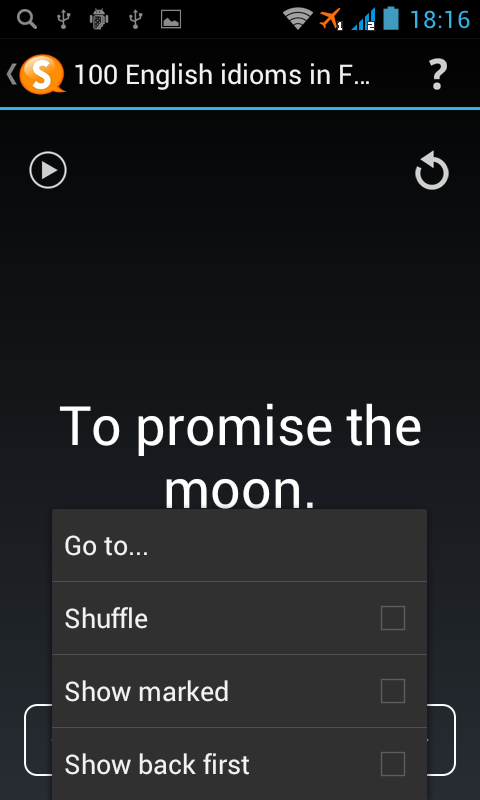 18:16
100 English idioms in F...
?
To promise the
moon.
Go to...
Shuffle
Show marked
Show back first